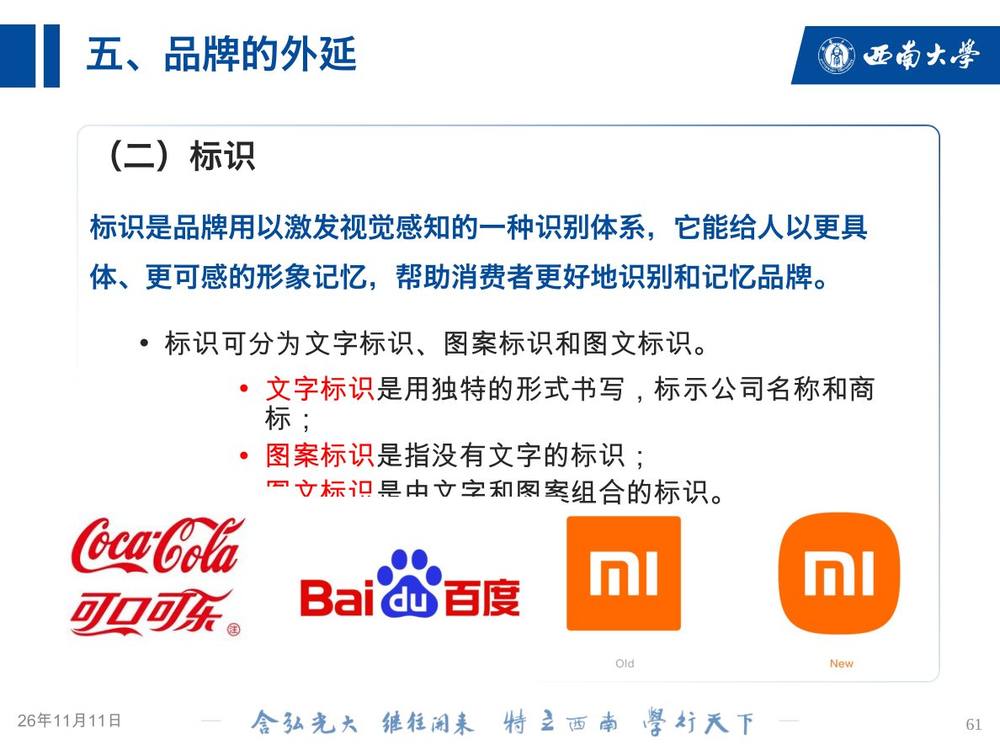 五、品牌的外延
西南大学
（二）标识
标识是品牌用以激发视觉感知的一种识别体系，它能给人以更具
体、更可感的形象记忆，帮助消费者更好地识别和记忆品牌。
• 标识可分为文字标识、图案标识和图文标识。
• 文字标识是用独特的形式书写，标示公司名称和商
标；
• 图案标识是指没有文字的标识；
图文标识是由文字和图案组合的标识。
Coca-Cola
可口可乐
Bai du 百度
mi
mi
Old
New
26年11月11日
含弘光大 继往开来 特立西南 学行天下
61